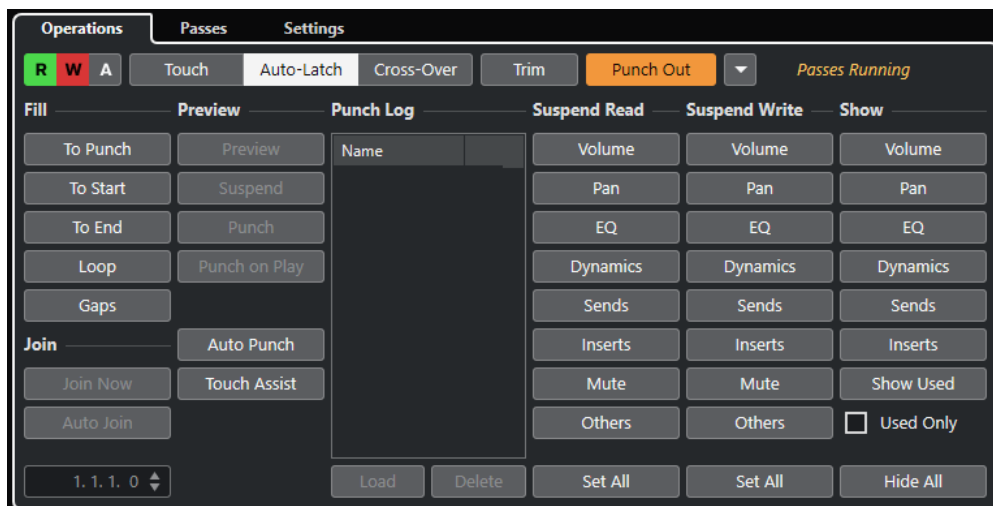 Operations Passes Settings
R W A Touch Auto-Latch Cross-Over Trim Punch Out Passes Running
Fill Preview Punch Log Suspend Read Suspend Write Show
To Punch Preview Name Volume Volume Volume
To Start Suspend Pan Pan Pan
To End Punch EQ EQ EQ
Loop Punch on Play Dynamics Dynamics Dynamics
Gaps Sends Sends Sends
Join Auto Punch Inserts Inserts Inserts
Join Now Touch Assist Mute Mute Show Used
Auto Join Others Others Used Only
1. 1. 1. 0 Load Delete Set All Set All Hide All